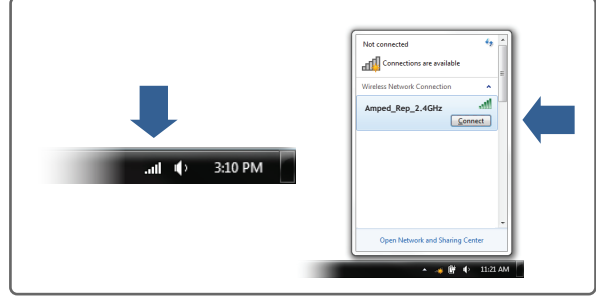 3:10 PM
Not connected
Connections are available
Wireless Network Connection
Amped_Rep_2.4GHz
Connect
Open Network and Sharing Center
11:21 AM